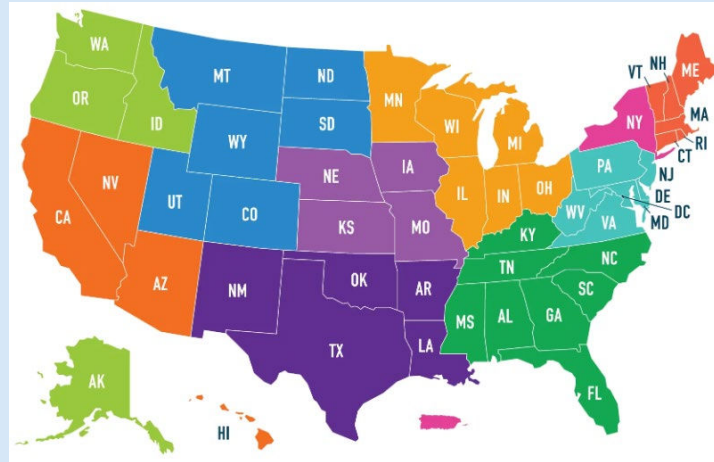 WA
MT
ND
MN
VT
NH
ME
OR
ID
SD
WI
MI
NY
MA
WY
RI
CT
IA
PA
NJ
NV
NE
IL
IN
OH
DE
DC
UT
CO
WV
VA
MD
CA
KS
MO
KY
AZ
NM
OK
AR
TN
NC
SC
MS
AL
GA
TX
LA
FL
AK
HI